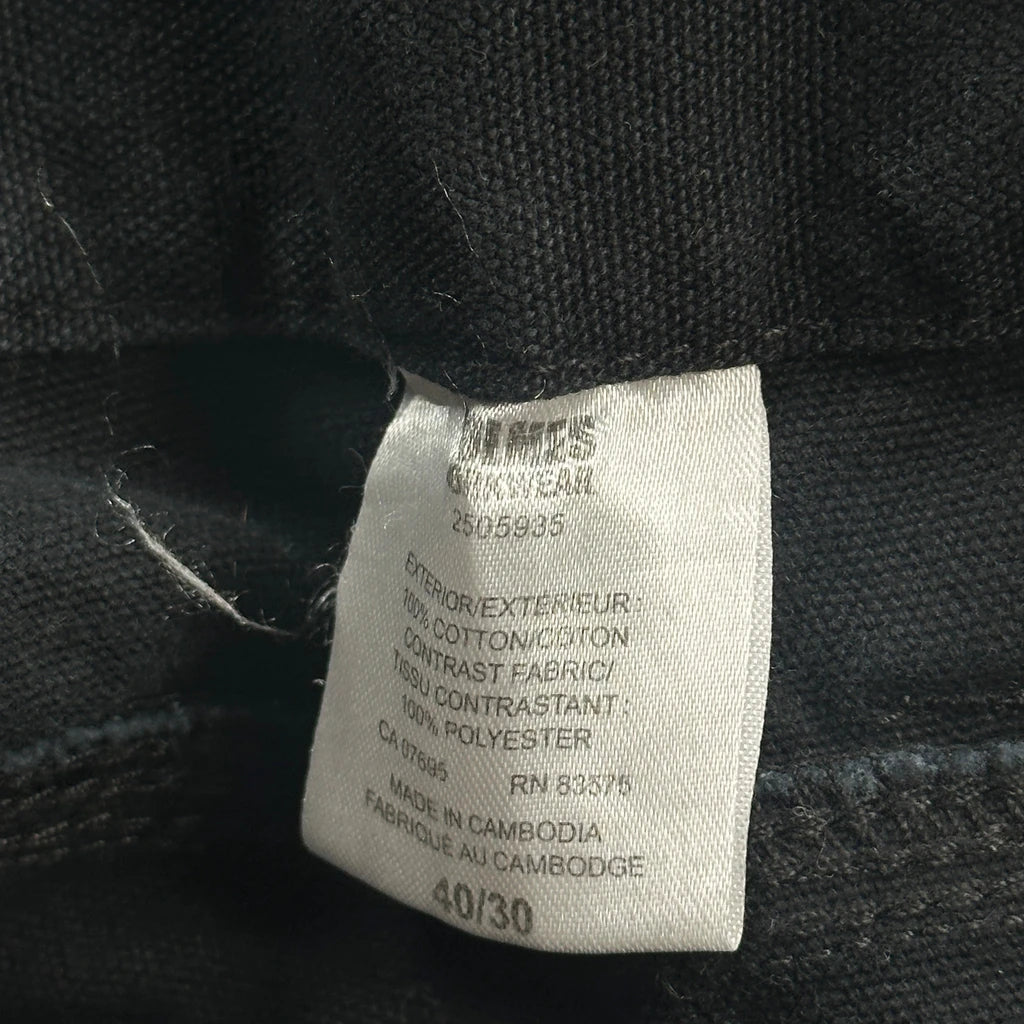 2505935
EXTERIOR/EXTÉRIEUR :
100% COTTON/COTON
CONTRAST FABRIC/
TISSU CONTRASTANT :
100% POLYESTER
CA 07695 RN 83575
MADE IN CAMBODIA
FABRIQUÉ AU CAMBODGE
40/30